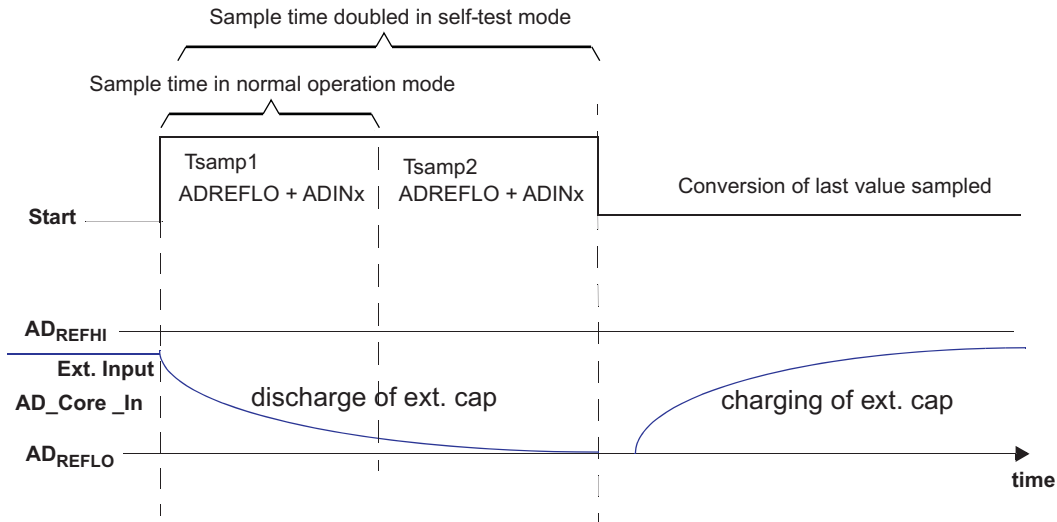 Sample time doubled in self-test mode
Sample time in normal operation mode
Tsamp1
ADREFLO + ADINx
Tsamp2
ADREFLO + ADINx
Conversion of last value sampled
Start
AD_REFHI
Ext. Input
AD_Core _In
discharge of ext. cap
charging of ext. cap
AD_REFLO
time